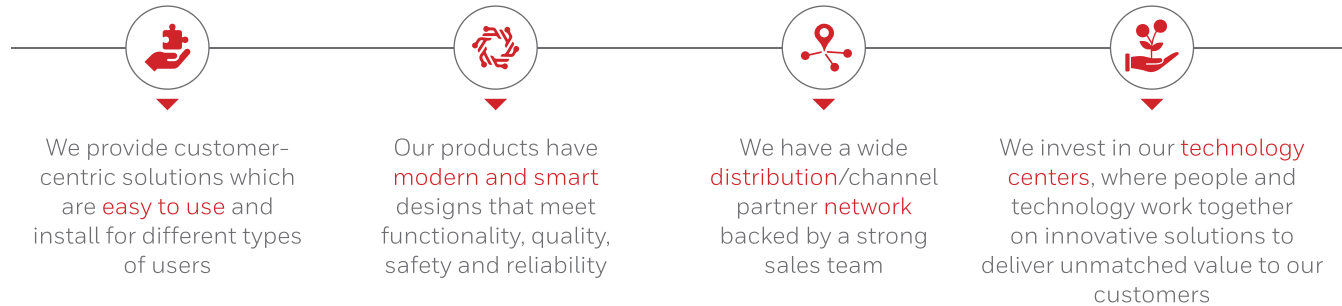 We provide customer-
centric solutions which
are easy to use and
install for different types
of users
Our products have
modern and smart
designs that meet
functionality, quality,
safety and reliability
We have a wide
distribution/channel
partner network
backed by a strong
sales team
We invest in our technology
centers, where people and
technology work together
on innovative solutions to
deliver unmatched value to our
customers